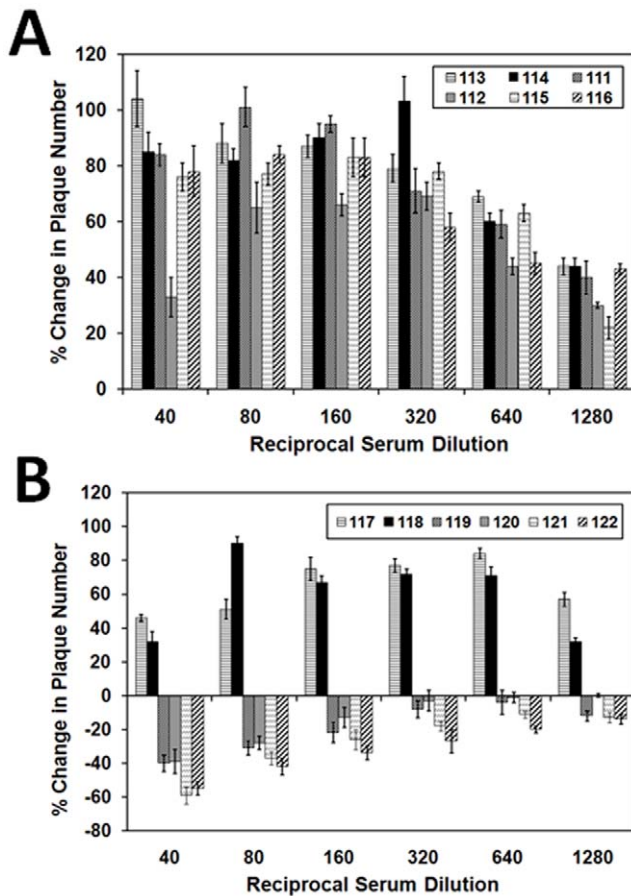 A
120
100
80
60
40
20
0
% Change in Plaque Number
113 114 111
112 115 116
40 80 160 320 640 1280
Reciprocal Serum Dilution
B
120
100
80
60
40
20
0
-20
-40
-60
-80
% Change in Plaque Number
117 118 119 120 121 122
40 80 160 320 640 1280
Reciprocal Serum Dilution